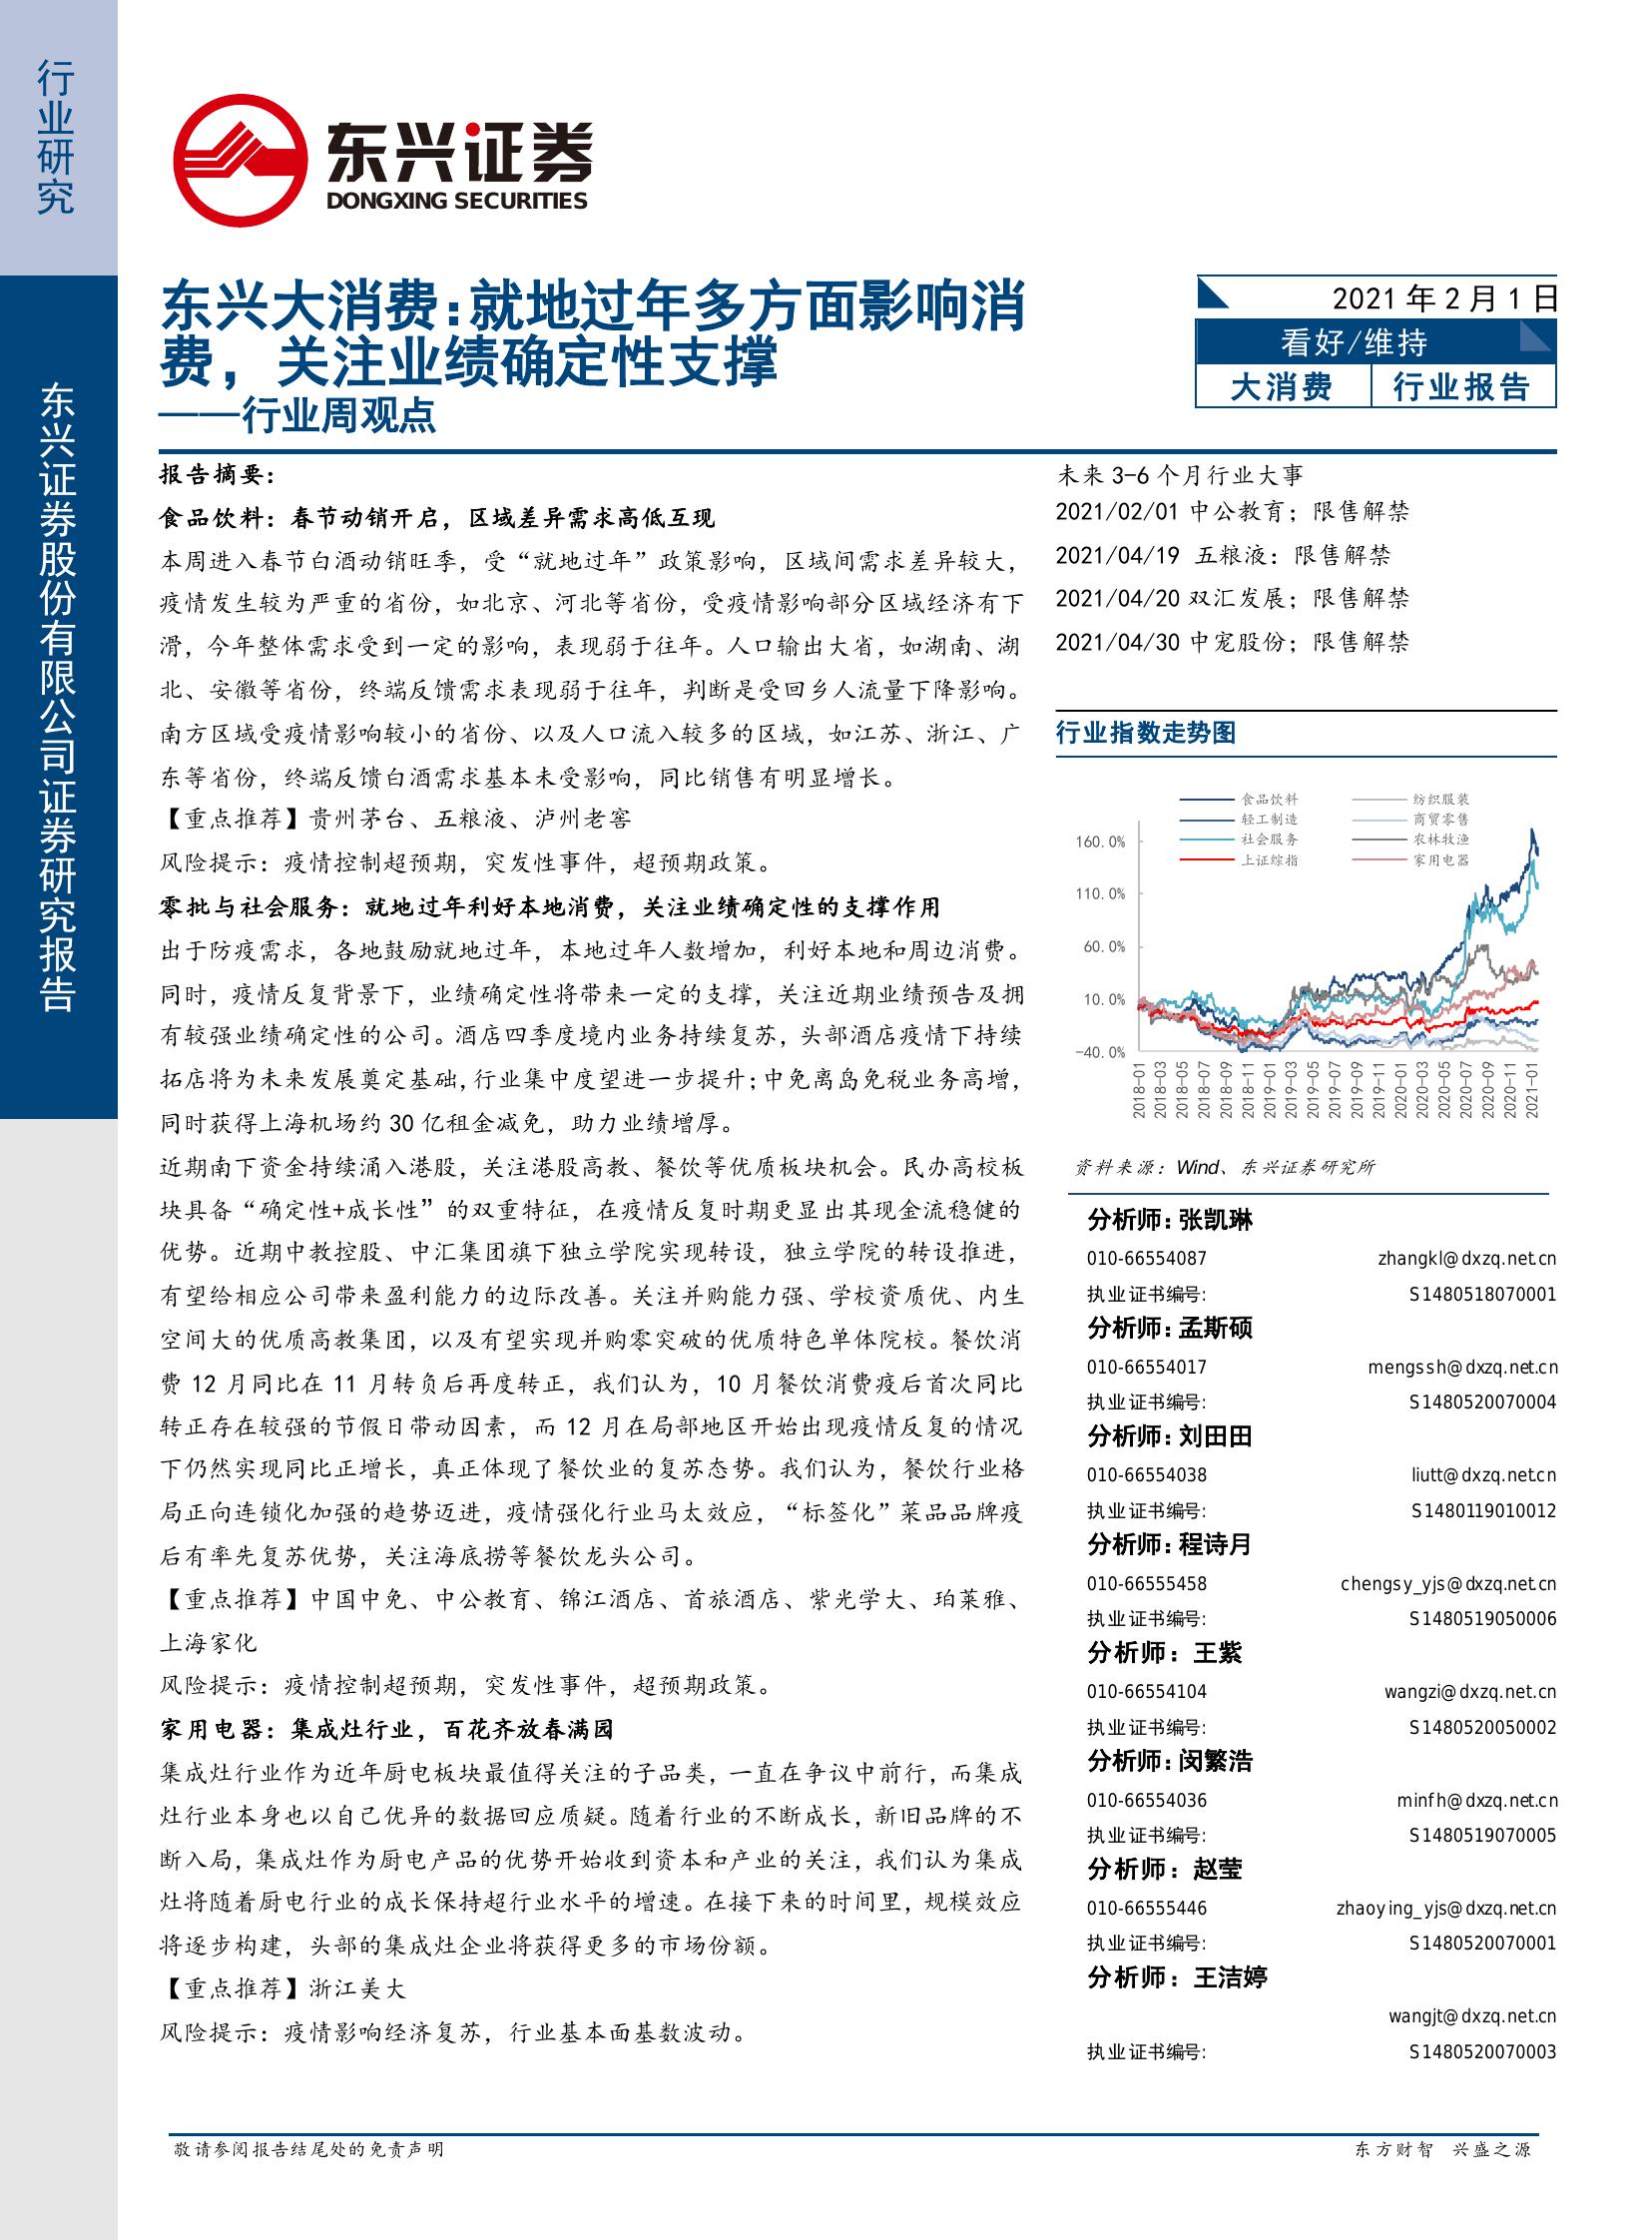 行业研究
东兴证券股份有限公司证券研究报告
东兴证券
DONGXING SECURITIES
东兴大消费：就地过年多方面影响消
费，关注业绩确定性支撑
——行业周观点
2021 年 2 月 1 日
看好/维持
大消费 行业报告
报告摘要：
食品饮料：春节动销开启，区域差异需求高低互现
本周进入春节白酒动销旺季，受“就地过年”政策影响，区域间需求差异较大，
疫情发生较为严重的省份，如北京、河北等省份，受疫情影响部分区域经济有下
滑，今年整体需求受到一定的影响，表现弱于往年。人口输出大省，如湖南、湖
北、安徽等省份，终端反馈需求表现弱于往年，判断是受回乡人流量下降影响。
南方区域受疫情影响较小的省份、以及人口流入较多的区域，如江苏、浙江、广
东等省份，终端反馈白酒需求基本未受影响，同比销售有明显增长。
【重点推荐】贵州茅台、五粮液、泸州老窖
风险提示：疫情控制超预期，突发性事件，超预期政策。
零批与社会服务：就地过年利好本地消费，关注业绩确定性的支撑作用
出于防疫需求，各地鼓励就地过年，本地过年人数增加，利好本地和周边消费。
同时，疫情反复背景下，业绩确定性将带来一定的支撑，关注近期业绩预告及拥
有较强业绩确定性的公司。酒店四季度境内业务持续复苏，头部酒店疫情下持续
拓店将为未来发展奠定基础，行业集中度望进一步提升；中免离岛免税业务高增，
同时获得上海机场约 30 亿租金减免，助力业绩增厚。
近期南下资金持续涌入港股，关注港股高教、餐饮等优质板块机会。民办高校板
块具备“确定性+成长性”的双重特征，在疫情反复时期更显出其现金流稳健的
优势。近期中教控股、中汇集团旗下独立学院实现转设，独立学院的转设推进，
有望给相应公司带来盈利能力的边际改善。关注并购能力强、学校资质优、内生
空间大的优质高教集团，以及有望实现并购零突破的优质特色单体院校。餐饮消
费 12 月同比在 11 月转负后再度转正，我们认为，10 月餐饮消费疫后首次同比
转正存在较强的节假日带动因素，而 12 月在局部地区开始出现疫情反复的情况
下仍然实现同比正增长，真正体现了餐饮业的复苏态势。我们认为，餐饮行业格
局正向连锁化加强的趋势迈进，疫情强化行业马太效应，“标签化”菜品品牌疫
后有率先复苏优势，关注海底捞等餐饮龙头公司。
【重点推荐】中国中免、中公教育、锦江酒店、首旅酒店、紫光学大、珀莱雅、
上海家化
风险提示：疫情控制超预期，突发性事件，超预期政策。
家用电器：集成灶行业，百花齐放春满园
集成灶行业作为近年厨电板块最值得关注的子品类，一直在争议中前行，而集成
灶行业本身也以自己优异的数据回应质疑。随着行业的不断成长，新旧品牌的不
断入局，集成灶作为厨电产品的优势开始收到资本和产业的关注，我们认为集成
灶将随着厨电行业的成长保持超行业水平的增速。在接下来的时间里，规模效应
将逐步构建，头部的集成灶企业将获得更多的市场份额。
【重点推荐】浙江美大
风险提示：疫情影响经济复苏，行业基本面基数波动。
未来 3-6 个月行业大事
2021/02/01 中公教育；限售解禁
2021/04/19 五粮液：限售解禁
2021/04/20 双汇发展；限售解禁
2021/04/30 中宠股份；限售解禁
行业指数走势图
食品饮料 纺织服装
轻工制造 商贸零售
社会服务 农林牧渔
上证综指 家用电器
160.0%
110.0%
60.0%
10.0%
-40.0%
2018-01 2018-03 2018-05 2018-07 2018-09 2018-11 2019-01 2019-03 2019-05 2019-07 2019-09 2019-11 2020-01 2020-03 2020-05 2020-07 2020-09 2020-11 2021-01
资料来源：Wind、东兴证券研究所
分析师：张凯琳
010-66554087 zhangkl@dxzq.net.cn
执业证书编号: S1480518070001
分析师：孟斯硕
010-66554017 mengssh@dxzq.net.cn
执业证书编号: S1480520070004
分析师：刘田田
010-66554038 liutt@dxzq.net.cn
执业证书编号: S1480119010012
分析师：程诗月
010-66555458 chengsy_yjs@dxzq.net.cn
执业证书编号: S1480519050006
分析师：王紫
010-66554104 wangzi@dxzq.net.cn
执业证书编号: S1480520050002
分析师：闵繁浩
010-66554036 minfh@dxzq.net.cn
执业证书编号: S1480519070005
分析师：赵莹
010-66555446 zhaoying_yjs@dxzq.net.cn
执业证书编号: S1480520070001
分析师：王洁婷
wangjt@dxzq.net.cn
执业证书编号: S1480520070003
敬请参阅报告结尾处的免责声明
东方财智 兴盛之源